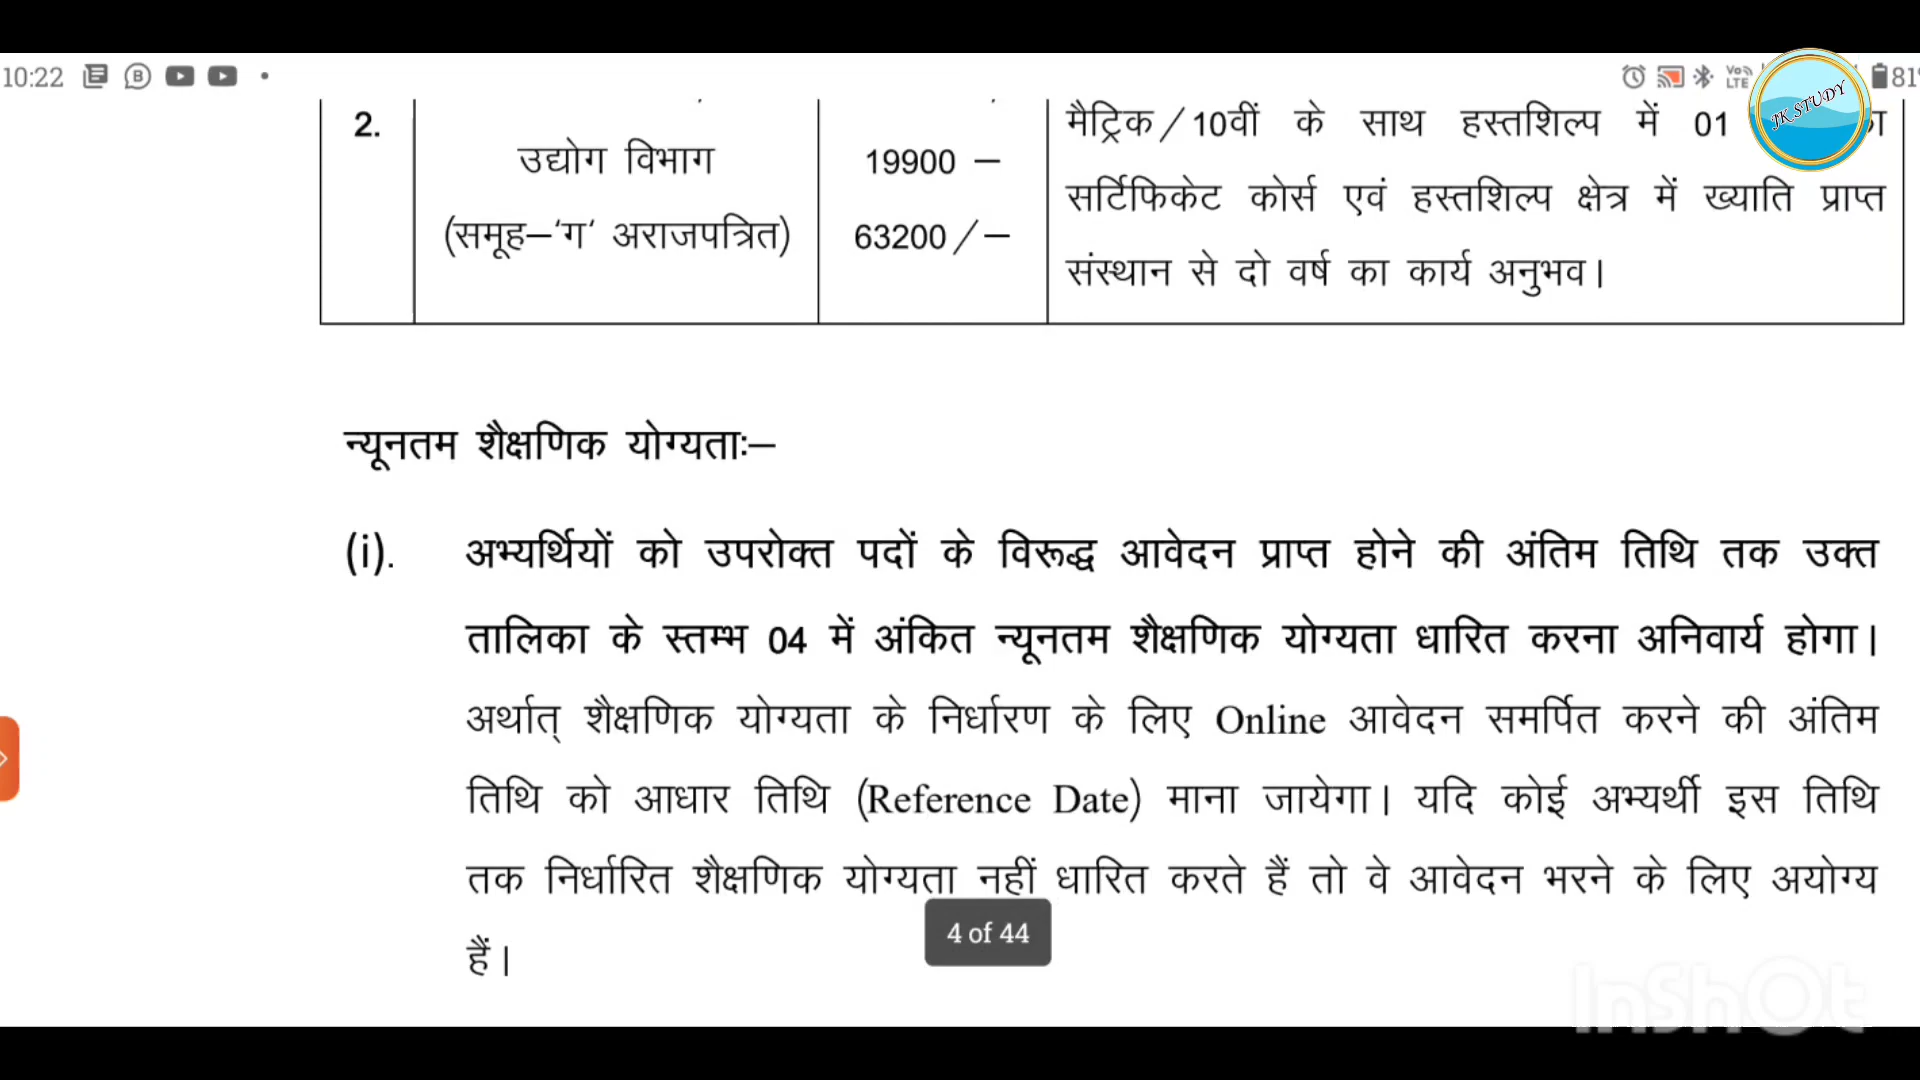 10:22
81
JK STUDY
2.
मैट्रिक/10वीं के साथ हस्तशिल्प में 01
उद्योग विभाग
19900 –
सर्टिफिकेट कोर्स एवं हस्तशिल्प क्षेत्र में ख्याति प्राप्त
(समूह–‘ग‘ अराजपत्रित)
63200/–
संस्थान से दो वर्ष का कार्य अनुभव।
न्यूनतम शैक्षणिक योग्यताः–
(i). अभ्यर्थियों को उपरोक्त पदों के विरूद्ध आवेदन प्राप्त होने की अंतिम तिथि तक उक्त
तालिका के स्तम्भ 04 में अंकित न्यूनतम शैक्षणिक योग्यता धारित करना अनिवार्य होगा।
अर्थात् शैक्षणिक योग्यता के निर्धारण के लिए Online आवेदन समर्पित करने की अंतिम
तिथि को आधार तिथि (Reference Date) माना जायेगा। यदि कोई अभ्यर्थी इस तिथि
तक निर्धारित शैक्षणिक योग्यता नहीं धारित करते हैं तो वे आवेदन भरने के लिए अयोग्य
हैं।
4 of 44
InShOt